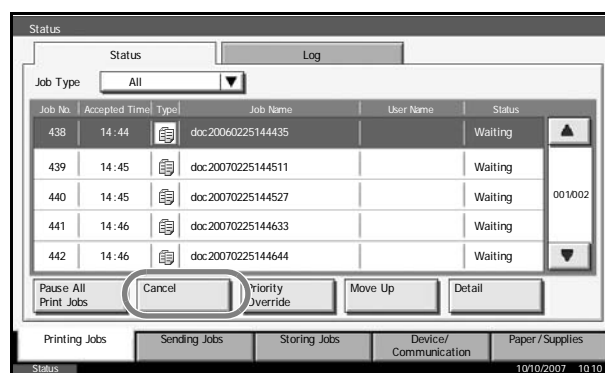 Status
Status Log
Job Type All
Job No. Accepted Time Type Job Name User Name Status
438 14:44 doc20060225144435 Waiting
439 14:45 doc20070225144511 Waiting
440 14:45 doc20070225144527 Waiting
441 14:46 doc20070225144633 Waiting
442 14:46 doc20070225144644 Waiting
001/002
Pause All Print Jobs
Cancel
Priority Override
Move Up
Detail
Printing Jobs Sending Jobs Storing Jobs Device/ Communication Paper/Supplies
Status 10/10/2007 10:10